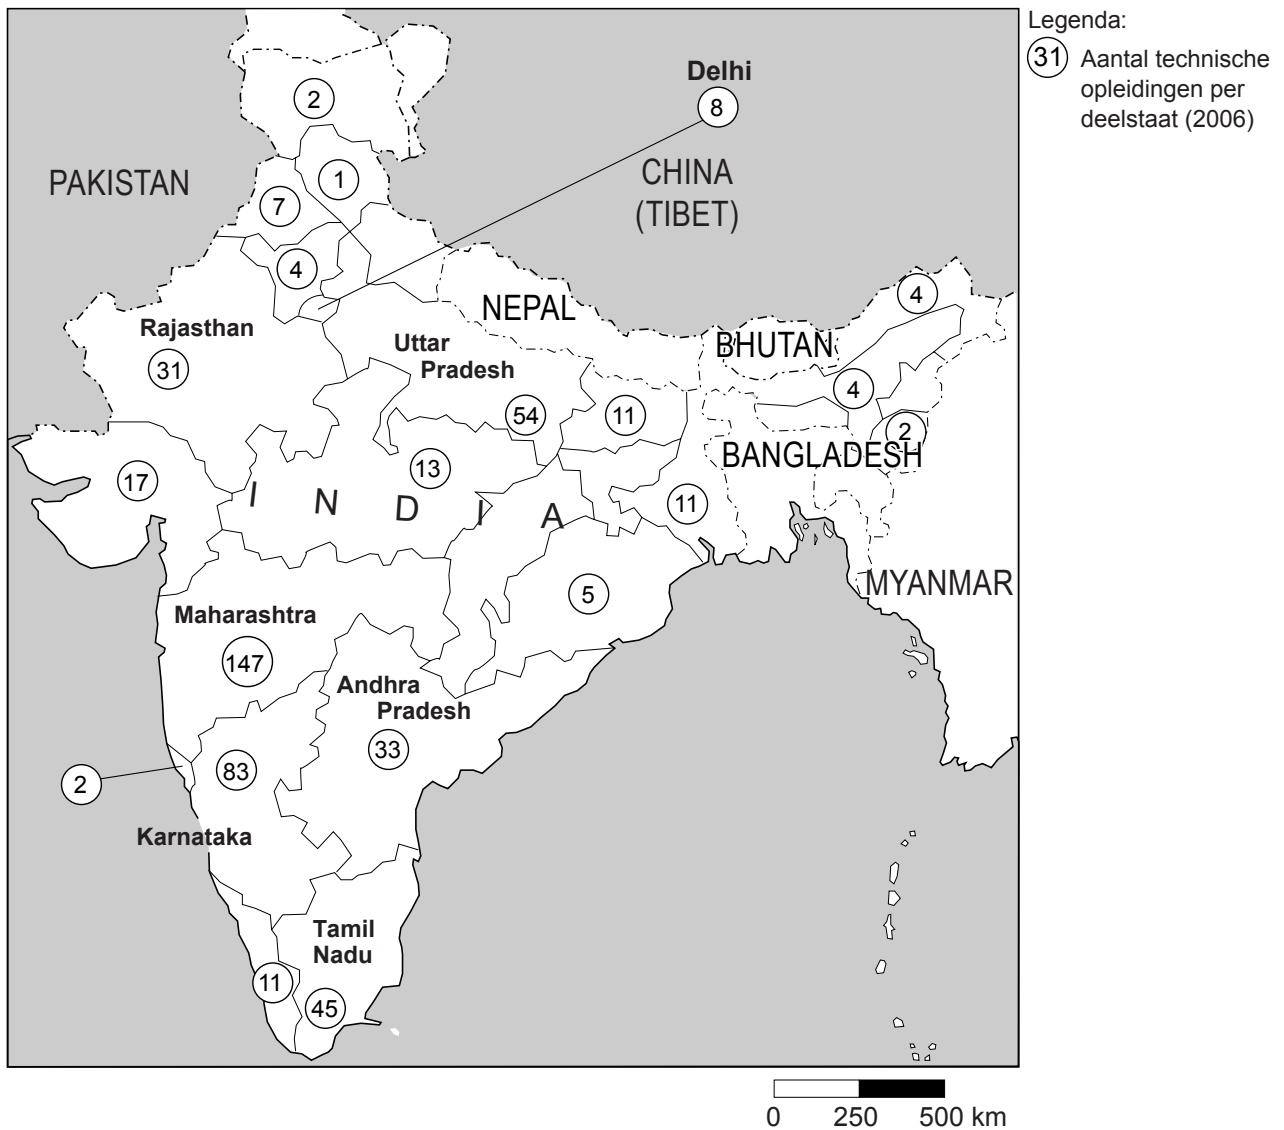 Legenda:
31 Aantal technische
opleidingen per
deelstaat (2006)
Delhi
8
2
CHINA
(TIBET)
PAKISTAN
1
7
4
NEPAL
4
Rajasthan
31
Uttar
Pradesh
54
BHUTAN
4
11
2
BANGLADESH
17
13
I N D I A
11
MYANMAR
5
Maharashtra
147
Andhra
Pradesh
33
83
2
Karnataka
Tamil
Nadu
11
45
0 250 500 km